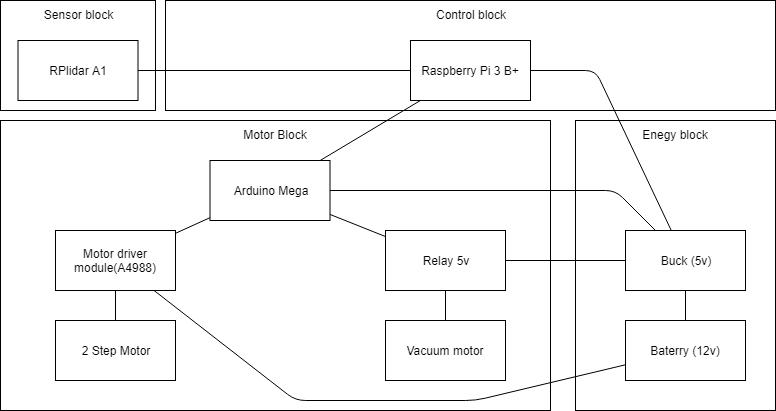 Sensor block
Control block
RPlidar A1
Raspberry Pi 3 B+
Motor Block
Enegy block
Arduino Mega
Motor driver
module(A4988)
Relay 5v
Buck (5v)
2 Step Motor
Vacuum motor
Baterry (12v)